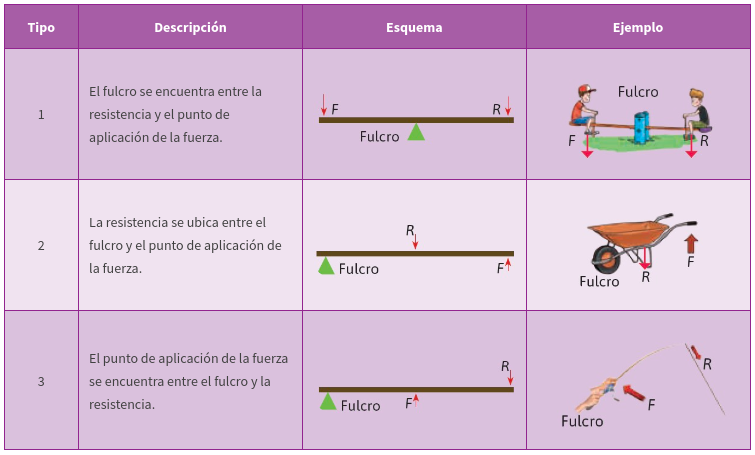 Tipo
Descripción
Esquema
Ejemplo
1
El fulcro se encuentra entre la
resistencia y el punto de
aplicación de la fuerza.
F
R
Fulcro
Fulcro
F
R
2
La resistencia se ubica entre el
fulcro y el punto de aplicación de
la fuerza.
R
Fulcro
F
F
R
Fulcro
3
El punto de aplicación de la fuerza
se encuentra entre el fulcro y la
resistencia.
R
Fulcro
F
R
F
Fulcro